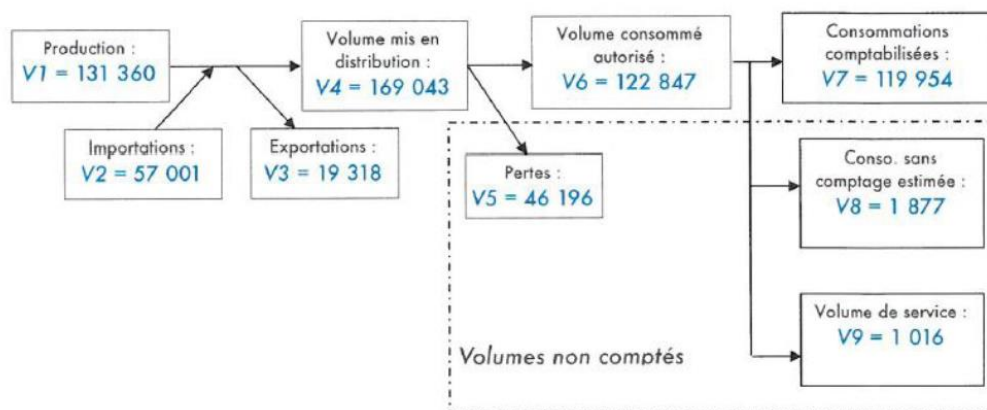 Production :
V1 = 131 360
Volume mis en
distribution :
V4 = 169 043
Volume consommé
autorisé :
V6 = 122 847
Consommations
comptabilisées :
V7 = 119 954
Importations :
V2 = 57 001
Exportations :
V3 = 19 318
Pertes :
V5 = 46 196
Conso. sans
comptage estimée :
V8 = 1 877
Volume de service :
V9 = 1 016
Volumes non comptés